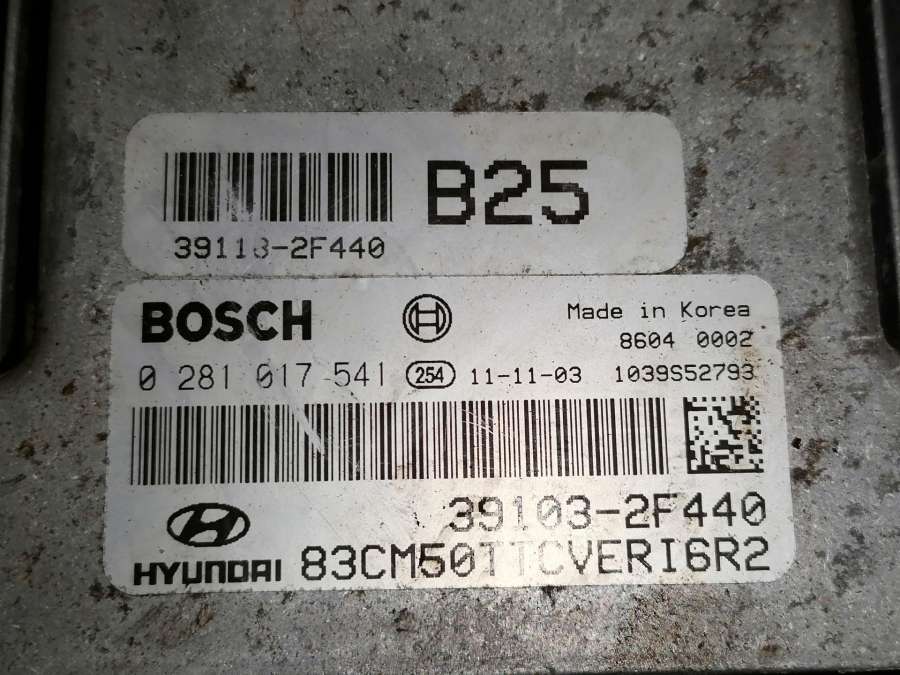 B25
39118-2F440
BOSCH
Made in Korea
8604 0002
0 281 017 541 254 11-11-03 1039S52793
39103-2F440
HYUNDAI 83CM50TTCVERI6R2